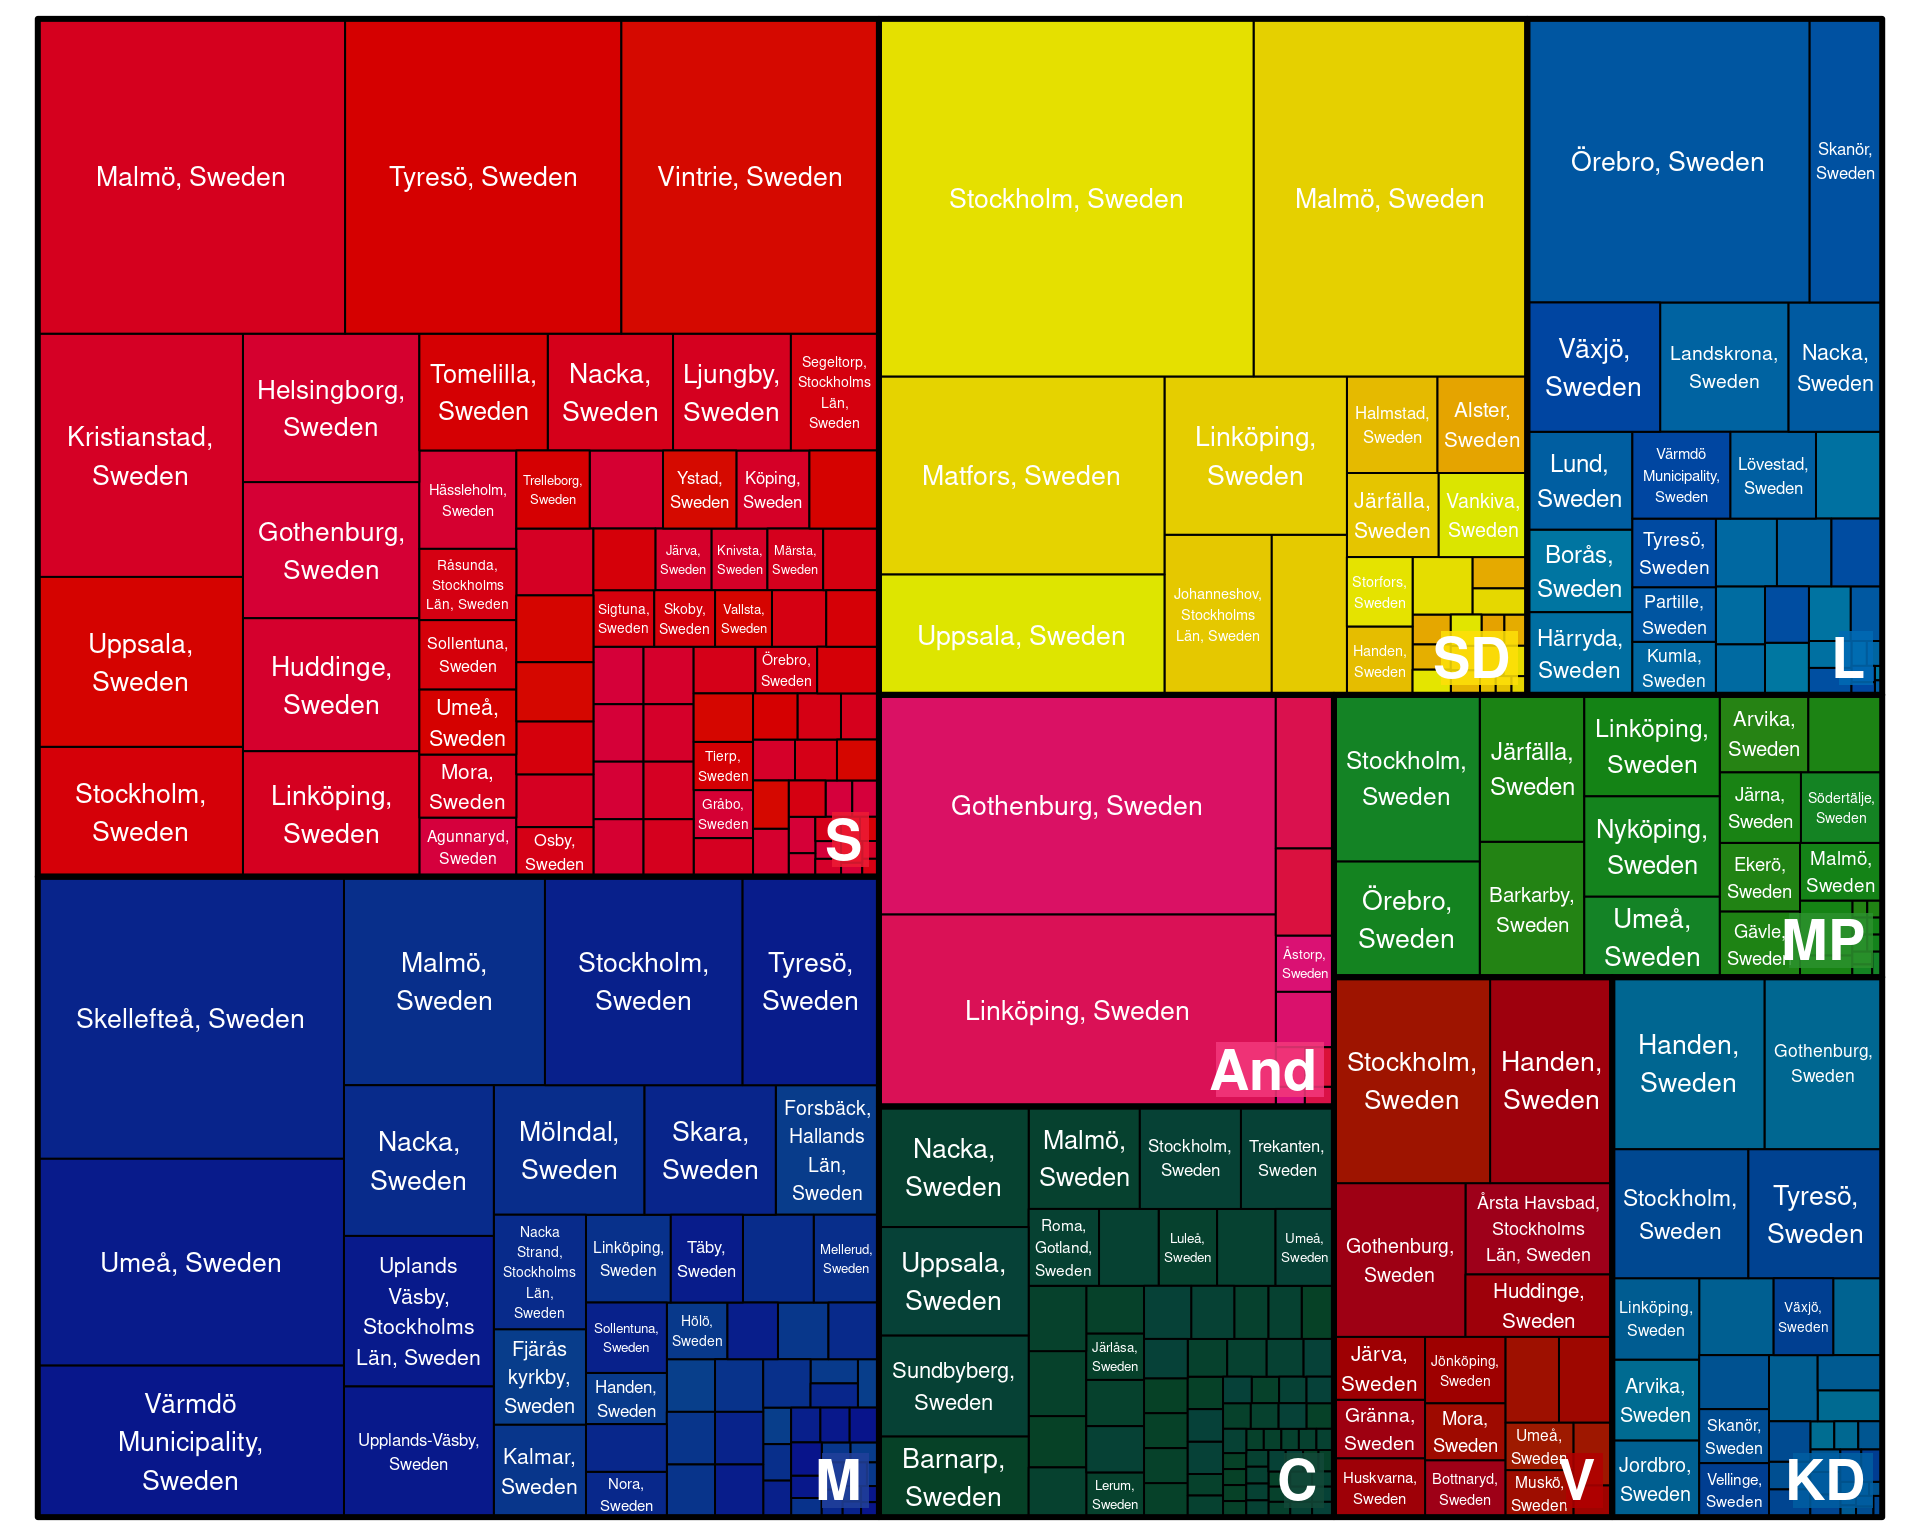 Malmö, Sweden
Tyresö, Sweden
Vintrie, Sweden
Kristianstad,
Sweden
Uppsala,
Sweden
Stockholm,
Sweden
Helsingborg,
Sweden
Gothenburg,
Sweden
Huddinge,
Sweden
Linköping,
Sweden
Tomelilla,
Sweden
Nacka,
Sweden
Ljungby,
Sweden
Segeltorp,
Stockholms
Län,
Sweden
Hässleholm,
Sweden
Råsunda,
Stockholms
Län, Sweden
Sollentuna,
Sweden
Umeå,
Sweden
Mora,
Sweden
Agunnaryd,
Sweden
Trelleborg,
Sweden
Ystad,
Sweden
Köping,
Sweden
Järva,
Sweden
Knivsta,
Sweden
Märsta,
Sweden
Sigtuna,
Sweden
Skoby,
Sweden
Vallsta,
Sweden
Örebro,
Sweden
Tierp,
Sweden
Gråbo,
Sweden
Osby,
Sweden
S
Stockholm, Sweden
Malmö, Sweden
Matfors, Sweden
Uppsala, Sweden
Linköping,
Sweden
Johanneshov,
Stockholms
Län, Sweden
Halmstad,
Sweden
Alster,
Sweden
Järfälla,
Sweden
Vankiva,
Sweden
Storfors,
Sweden
Handen,
Sweden
SD
Örebro, Sweden
Skanör,
Sweden
Växjö,
Sweden
Landskrona,
Sweden
Nacka,
Sweden
Lund,
Sweden
Borås,
Sweden
Härryda,
Sweden
Värmdö
Municipality,
Sweden
Lövestad,
Sweden
Tyresö,
Sweden
Partille,
Sweden
Kumla,
Sweden
L
Skellefteå, Sweden
Umeå, Sweden
Värmdö
Municipality,
Sweden
Malmö,
Sweden
Stockholm,
Sweden
Tyresö,
Sweden
Nacka,
Sweden
Uplands
Väsby,
Stockholms
Län, Sweden
Upplands-Väsby,
Sweden
Mölndal,
Sweden
Skara,
Sweden
Forsbäck,
Hallands
Län,
Sweden
Nacka
Strand,
Stockholms
Län,
Sweden
Fjärås
kyrkby,
Sweden
Kalmar,
Sweden
Linköping,
Sweden
Täby,
Sweden
Mellerud,
Sweden
Sollentuna,
Sweden
Hölö,
Sweden
Handen,
Sweden
Nora,
Sweden
M
Gothenburg, Sweden
Linköping, Sweden
Åstorp,
Sweden
And
Nacka,
Sweden
Uppsala,
Sweden
Sundbyberg,
Sweden
Barnarp,
Sweden
Malmö,
Sweden
Stockholm,
Sweden
Trekanten,
Sweden
Roma,
Gotland,
Sweden
Luleå,
Sweden
Umeå,
Sweden
Järlåsa,
Sweden
Lerum,
Sweden
C
Stockholm,
Sweden
Örebro,
Sweden
Järfälla,
Sweden
Barkarby,
Sweden
Linköping,
Sweden
Nyköping,
Sweden
Umeå,
Sweden
Arvika,
Sweden
Järna,
Sweden
Södertälje,
Sweden
Ekerö,
Sweden
Malmö,
Sweden
Gävle,
Sweden
MP
Stockholm,
Sweden
Handen,
Sweden
Gothenburg,
Sweden
Årsta Havsbad,
Stockholms
Län, Sweden
Huddinge,
Sweden
Järva,
Sweden
Gränna,
Sweden
Huskvarna,
Sweden
Jönköping,
Sweden
Mora,
Sweden
Bottnaryd,
Sweden
Umeå,
Sweden
Muskö,
Sweden
V
Handen,
Sweden
Gothenburg,
Sweden
Stockholm,
Sweden
Tyresö,
Sweden
Linköping,
Sweden
Arvika,
Sweden
Jordbro,
Sweden
Växjö,
Sweden
Skanör,
Sweden
Vellinge,
Sweden
KD